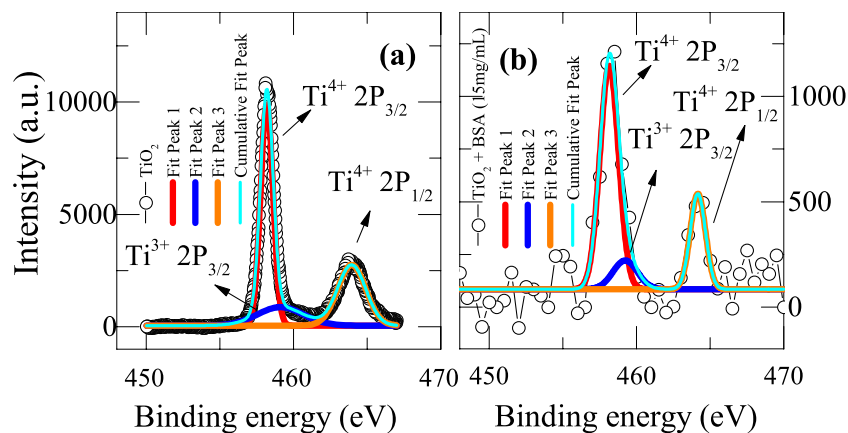 Intensity (a.u.)
10000
5000
0
(a)
TiO2
Fit Peak 1
Fit Peak 2
Fit Peak 3
Cumulative Fit Peak
Ti4+ 2P3/2
Ti4+ 2P1/2
Ti3+ 2P3/2
450
460
470
Binding energy (eV)
(b)
TiO2 + BSA (15mg/mL)
Fit Peak 1
Fit Peak 2
Fit Peak 3
Cumulative Fit Peak
Ti4+ 2P3/2
Ti4+ 2P1/2
Ti3+ 2P3/2
1000
500
0
450
460
470
Binding energy (eV)